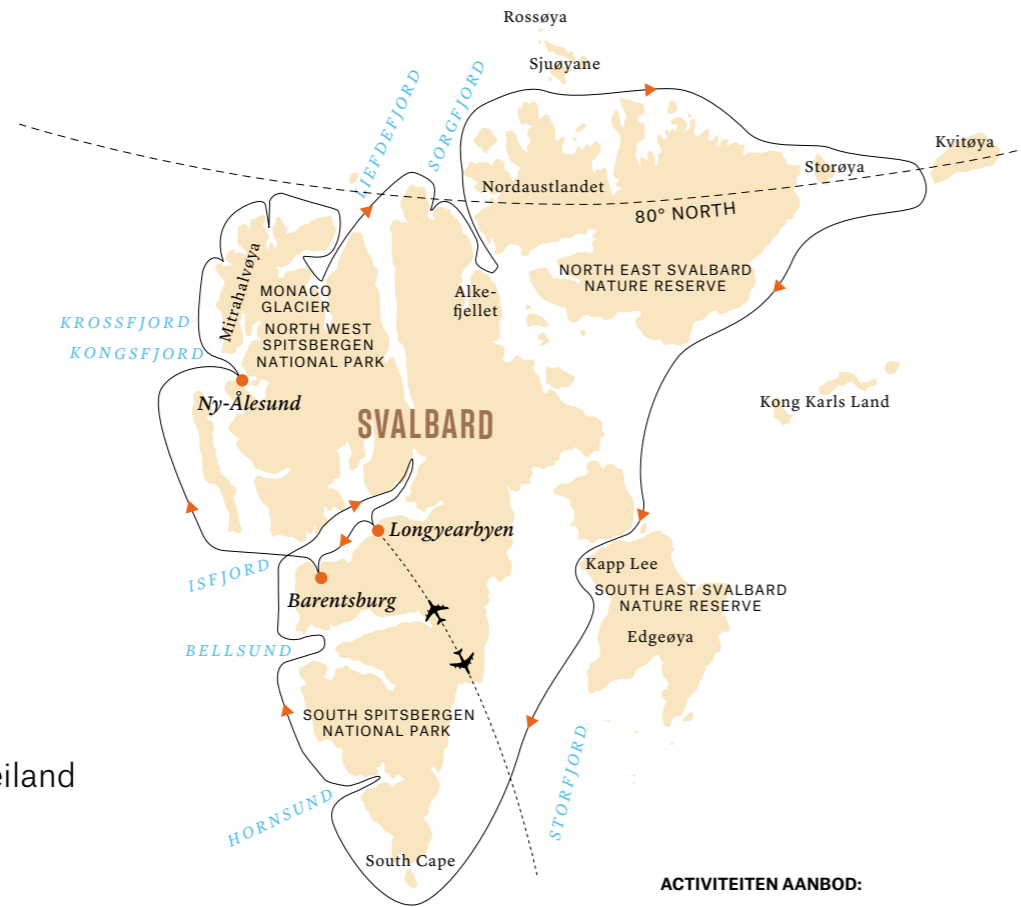 Rossøya
Sjuøyane
LIEFDEFJORD
SORGFJORD
Kvitøya
Storøya
Nordaustlandet
80° NORTH
Mitrahalvøya
MONACO
GLACIER
Alke-
fjellet
NORTH EAST SVALBARD
NATURE RESERVE
KROSSFJORD
KONGSFJORD
NORTH WEST
SPITSBERGEN
NATIONAL PARK
Ny-Ålesund
Kong Karls Land
SVALBARD
Longyearbyen
ISFJORD
Barentsburg
Kapp Lee
SOUTH EAST SVALBARD
NATURE RESERVE
Edgeøya
BELLSUND
SOUTH SPITSBERGEN
NATIONAL PARK
eiland
HORNSUND
STORFJORD
South Cape
ACTIVITEITEN AANBOD: